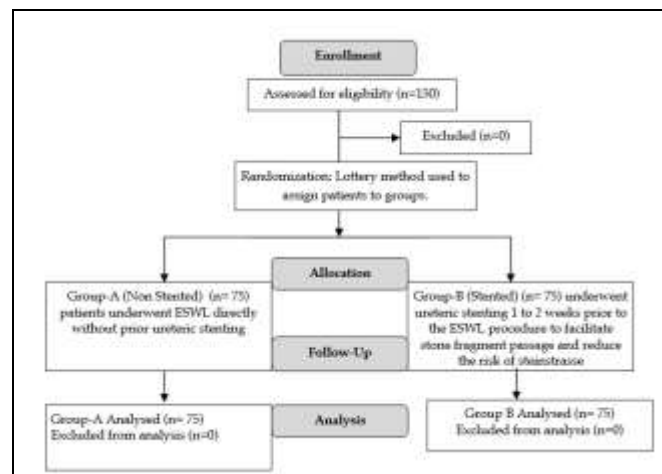 Enrollment
Assessed for eligibility (n=150)
Excluded (n=0)
Randomization: Lottery method used to
assign patients to groups.
Allocation
Group-A (Non Stented) (n= 75)
patients underwent ESWL directly
without prior ureteric stenting
Group-B (Stented) (n= 75) underwent
ureteric stenting 1 to 2 weeks prior to
the ESWL procedure to facilitate
stone fragment passage and reduce
the risk of steinstrasse
Follow-Up
Group-A Analysed (n= 75)
Excluded from analysis (n=0)
Analysis
Group B Analysed (n= 75)
Excluded from analysis (n=0)